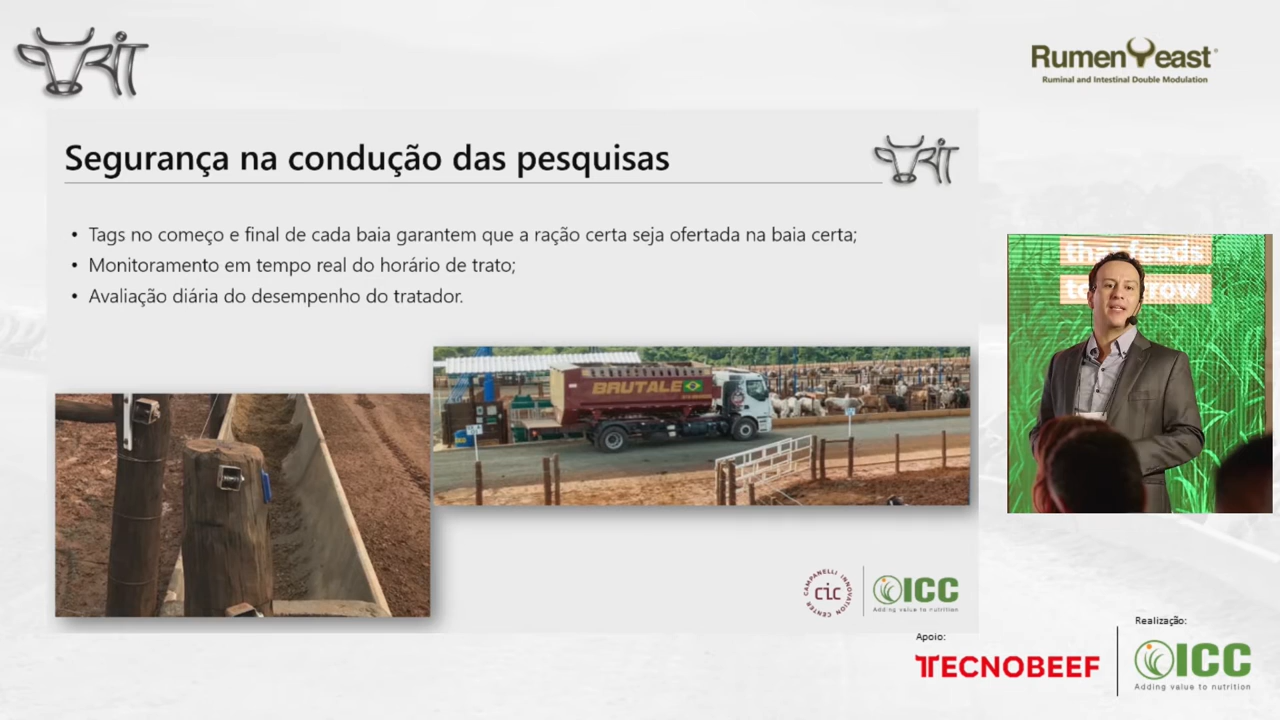 RumenYeast
Ruminal and Intestinal Double Modulation
Segurança na condução das pesquisas
• Tags no começo e final de cada baia garantem que a ração certa seja ofertada na baia certa;
• Monitoramento em tempo real do horário de trato;
• Avaliação diária do desempenho do tratador.
that feeds
BRUTALE
CAMPANELLI INNOVATION CENTER
cic
ICC
Adding value to nutrition
Apoio:
TECNOBEEF
Realização:
ICC
Adding value to nutrition